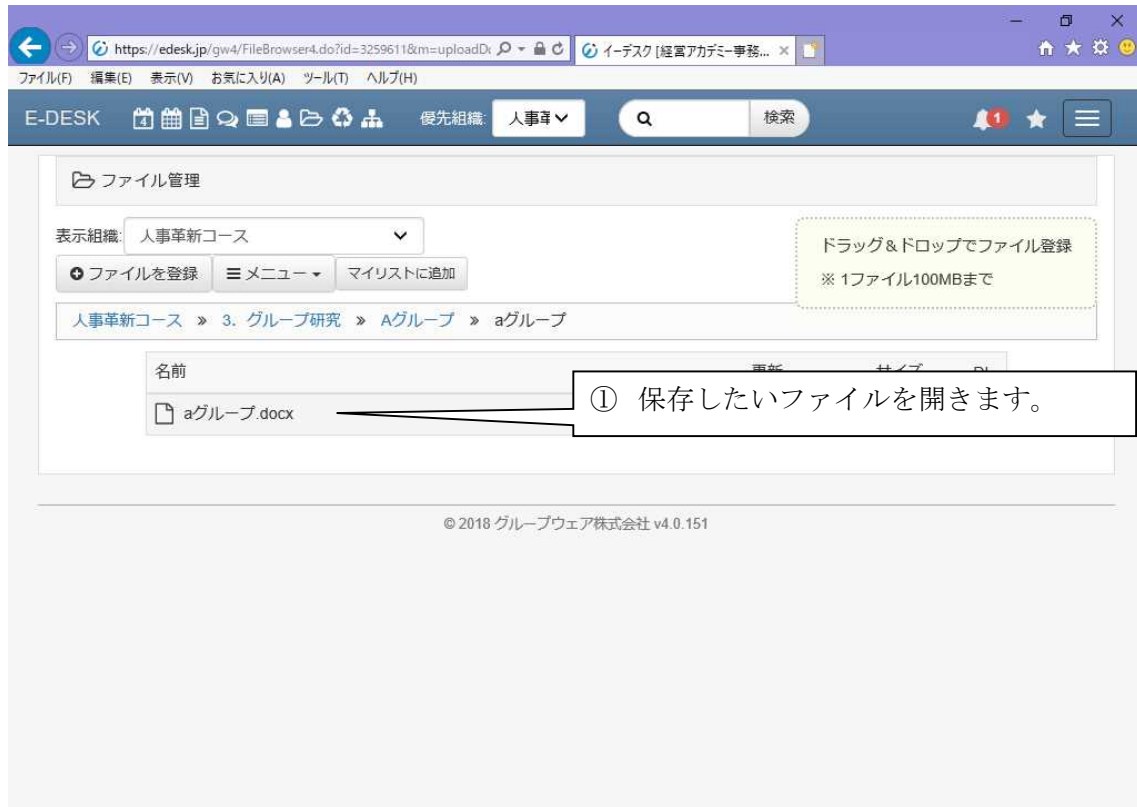 https://edesk.jp/gw4/FileBrowser4.do?id=3259611&m=uploadDr
イーデスク [経営アカデミー事務...
ファイル(F) 編集(E) 表示(V) お気に入り(A) ツール(T) ヘルプ(H)
E-DESK 4 優先組織: 人事革 検索 1
ファイル管理
表示組織: 人事革新コース
ドラッグ&ドロップでファイル登録
ファイルを登録 メニュー マイリストに追加
※ 1ファイル100MBまで
人事革新コース » 3．グループ研究 » Aグループ » aグループ
名前
① 保存したいファイルを開きます。
aグループ.docx
© 2018 グループウェア株式会社 v4.0.151